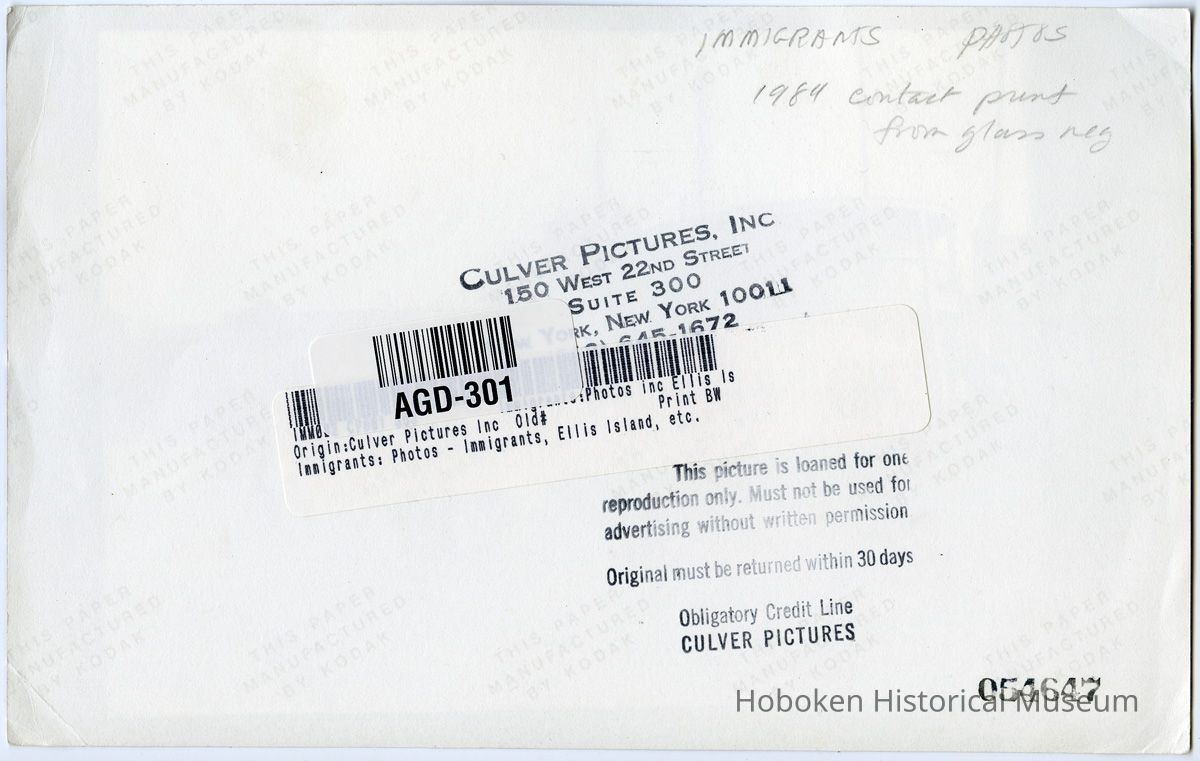 IMMIGRANTS PHOTOS
1984 contact print
from glass neg
CULVER PICTURES, INC
150 WEST 22ND STREET
SUITE 300
RK, NEW YORK 10011
645-1672
AGD-301
:Photos Inc Ellis Is
Origin:Culver Pictures Inc Old# Print BW
Immigrants: Photos - Immigrants, Ellis Island, etc.
This picture is loaned for one
reproduction only. Must not be used for
advertising without written permission
Original must be returned within 30 days
Obligatory Credit Line
CULVER PICTURES
054647
Hoboken Historical Museum
THIS PAPER
MANUFACTURED
BY KODAK